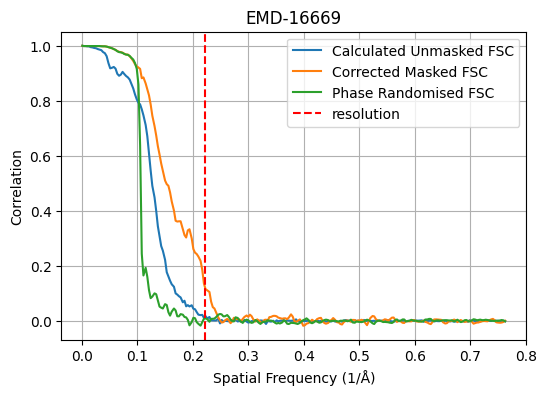 EMD-16669
1.0
0.8
0.6
0.4
0.2
0.0
Correlation
Calculated Unmasked FSC
Corrected Masked FSC
Phase Randomised FSC
resolution
0.0 0.1 0.2 0.3 0.4 0.5 0.6 0.7 0.8
Spatial Frequency (1/Å)